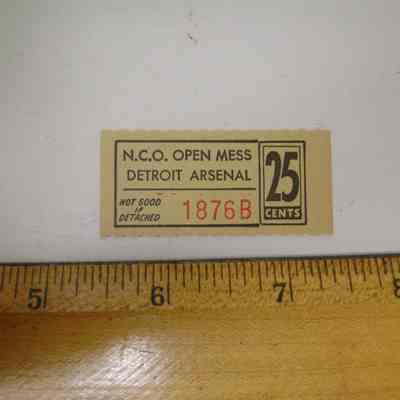 N.C.O. OPEN MESS
DETROIT ARSENAL
NOT GOOD
IF
DETACHED
1876B
25
CENTS
5 6 7 8